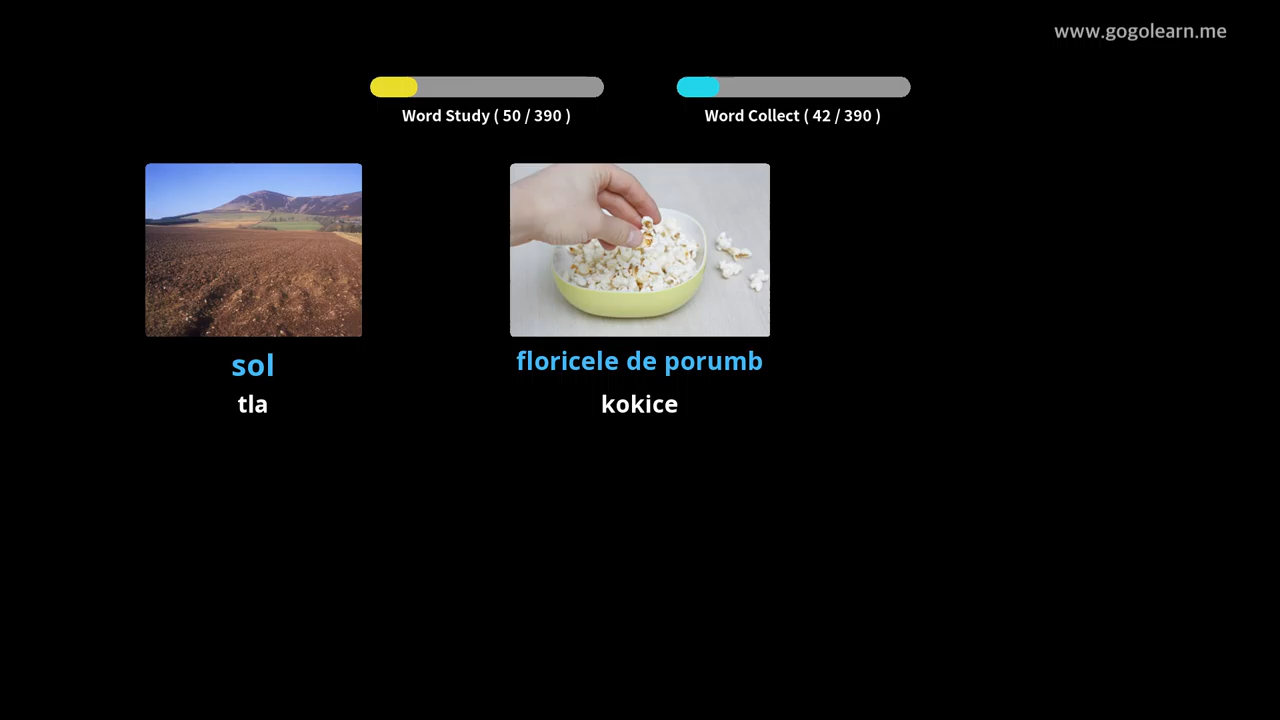 www.gogolearn.me
Word Study ( 50 / 390 )
Word Collect ( 42 / 390 )
sol
tla
floricele de porumb
kokice